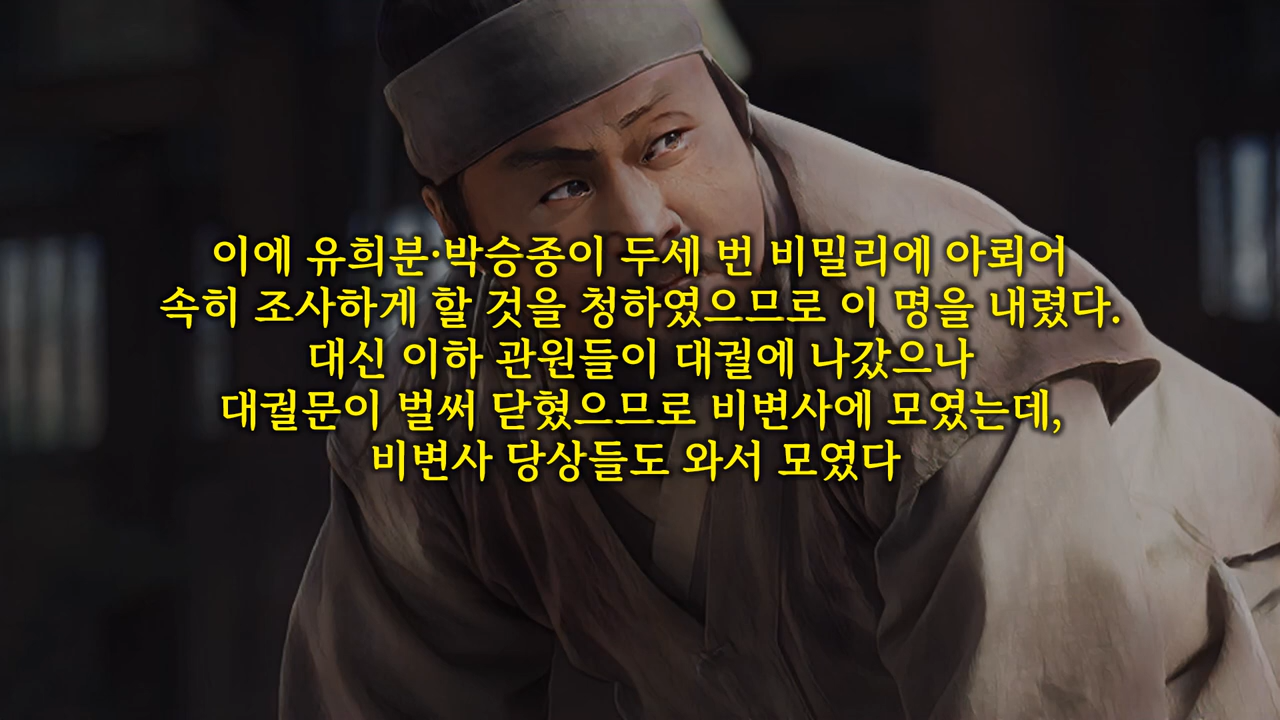 이에 유희분·박승종이 두세 번 비밀리에 아뢰어
속히 조사하게 할 것을 청하였으므로 이 명을 내렸다.
대신 이하 관원들이 대궐에 나갔으나
대궐문이 벌써 닫혔으므로 비변사에 모였는데,
비변사 당상들도 와서 모였다